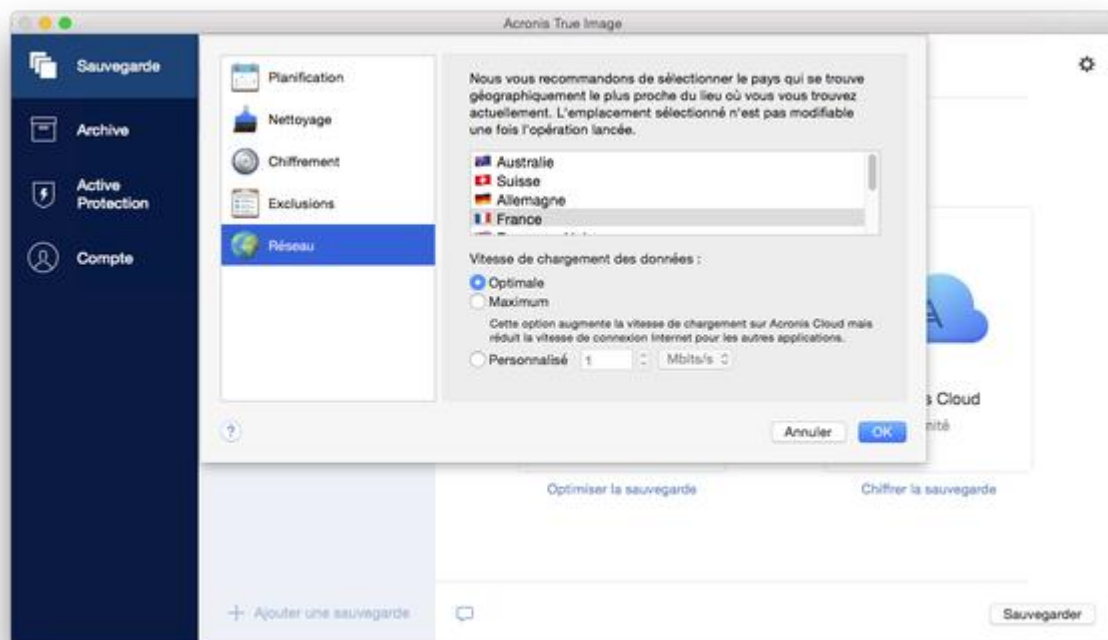 Acronis True Image
Sauvegarde
Archive
Active
Protection
Compte
Planification
Nettoyage
Chiffrement
Exclusions
Réseau
Nous vous recommandons de sélectionner le pays qui se trouve
géographiquement le plus proche du lieu où vous vous trouvez
actuellement. L'emplacement sélectionné n'est pas modifiable
une fois l'opération lancée.
Australie
Suisse
Allemagne
France
Vitesse de chargement des données :
Optimale
Maximum
Cette option augmente la vitesse de chargement sur Acronis Cloud mais
réduit la vitesse de connexion Internet pour les autres applications.
Personnalisé 1 Mbits/s
?
Annuler
OK
s Cloud
nité
Optimiser la sauvegarde
Chiffrer la sauvegarde
+ Ajouter une sauvegarde
Sauvegarder